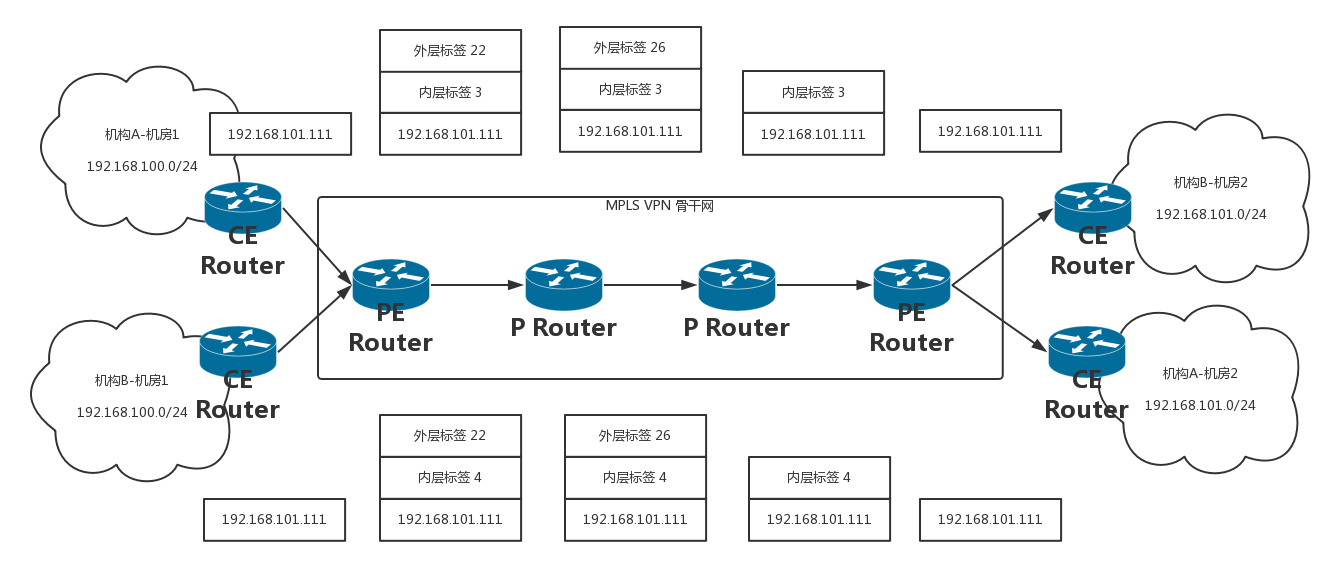 外层标签 22
内层标签 3
192.168.101.111
外层标签 26
内层标签 3
192.168.101.111
内层标签 3
192.168.101.111
192.168.101.111
192.168.101.111
机构A-机房1
192.168.100.0/24
CE
Router
MPLS VPN 骨干网
机构B-机房2
192.168.101.0/24
CE
Router
PE
Router
P Router
P Router
PE
Router
机构B-机房1
192.168.100.0/24
CE
Router
机构A-机房2
192.168.101.0/24
CE
Router
192.168.101.111
外层标签 22
内层标签 4
192.168.101.111
外层标签 26
内层标签 4
192.168.101.111
内层标签 4
192.168.101.111
192.168.101.111